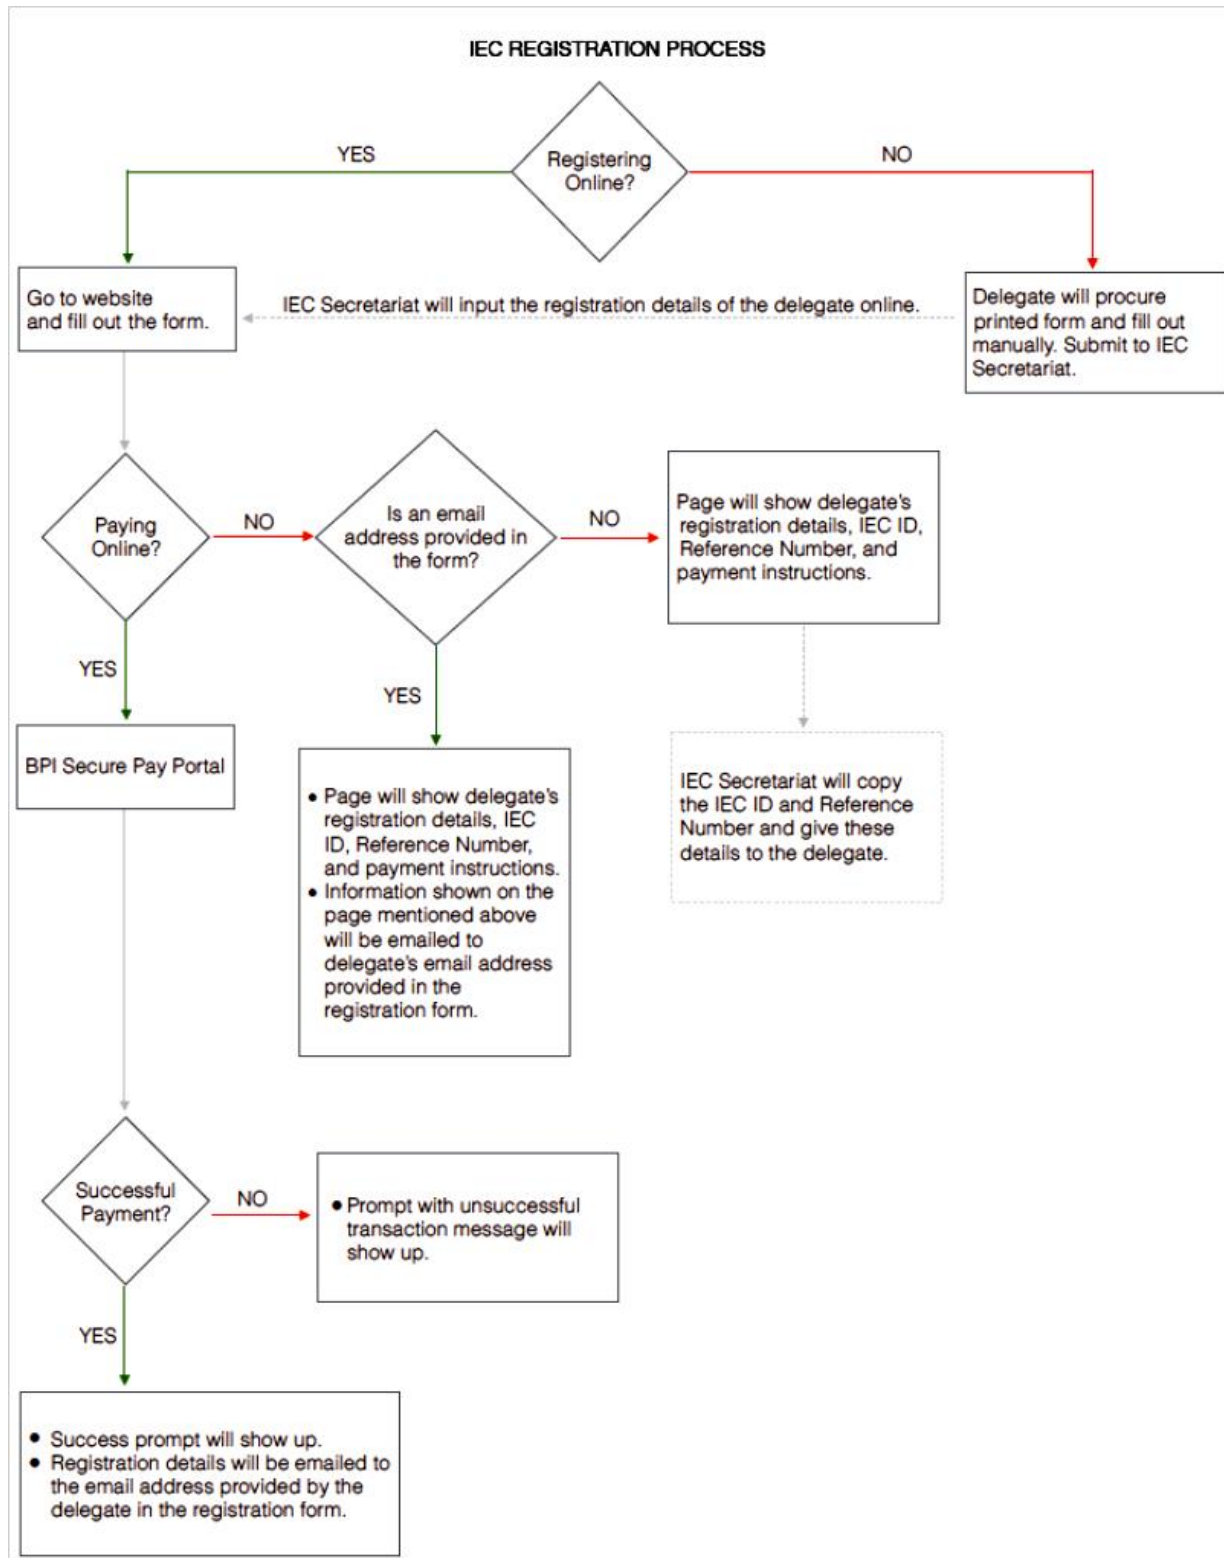 IEC REGISTRATION PROCESS
YES
Registering
Online?
NO
Go to website
and fill out the form.
IEC Secretariat will input the registration details of the delegate online.
Delegate will procure
printed form and fill out
manually. Submit to IEC
Secretariat.
Paying
Online?
NO
Is an email
address provided in
the form?
NO
Page will show delegate's
registration details, IEC ID,
Reference Number, and
payment instructions.
YES
YES
BPI Secure Pay Portal
• Page will show delegate's
registration details, IEC
ID, Reference Number,
and payment instructions.
• Information shown on the
page mentioned above
will be emailed to
delegate's email address
provided in the
registration form.
IEC Secretariat will copy
the IEC ID and Reference
Number and give these
details to the delegate.
Successful
Payment?
NO
• Prompt with unsuccessful
transaction message will
show up.
YES
• Success prompt will show up.
• Registration details will be emailed to
the email address provided by the
delegate in the registration form.